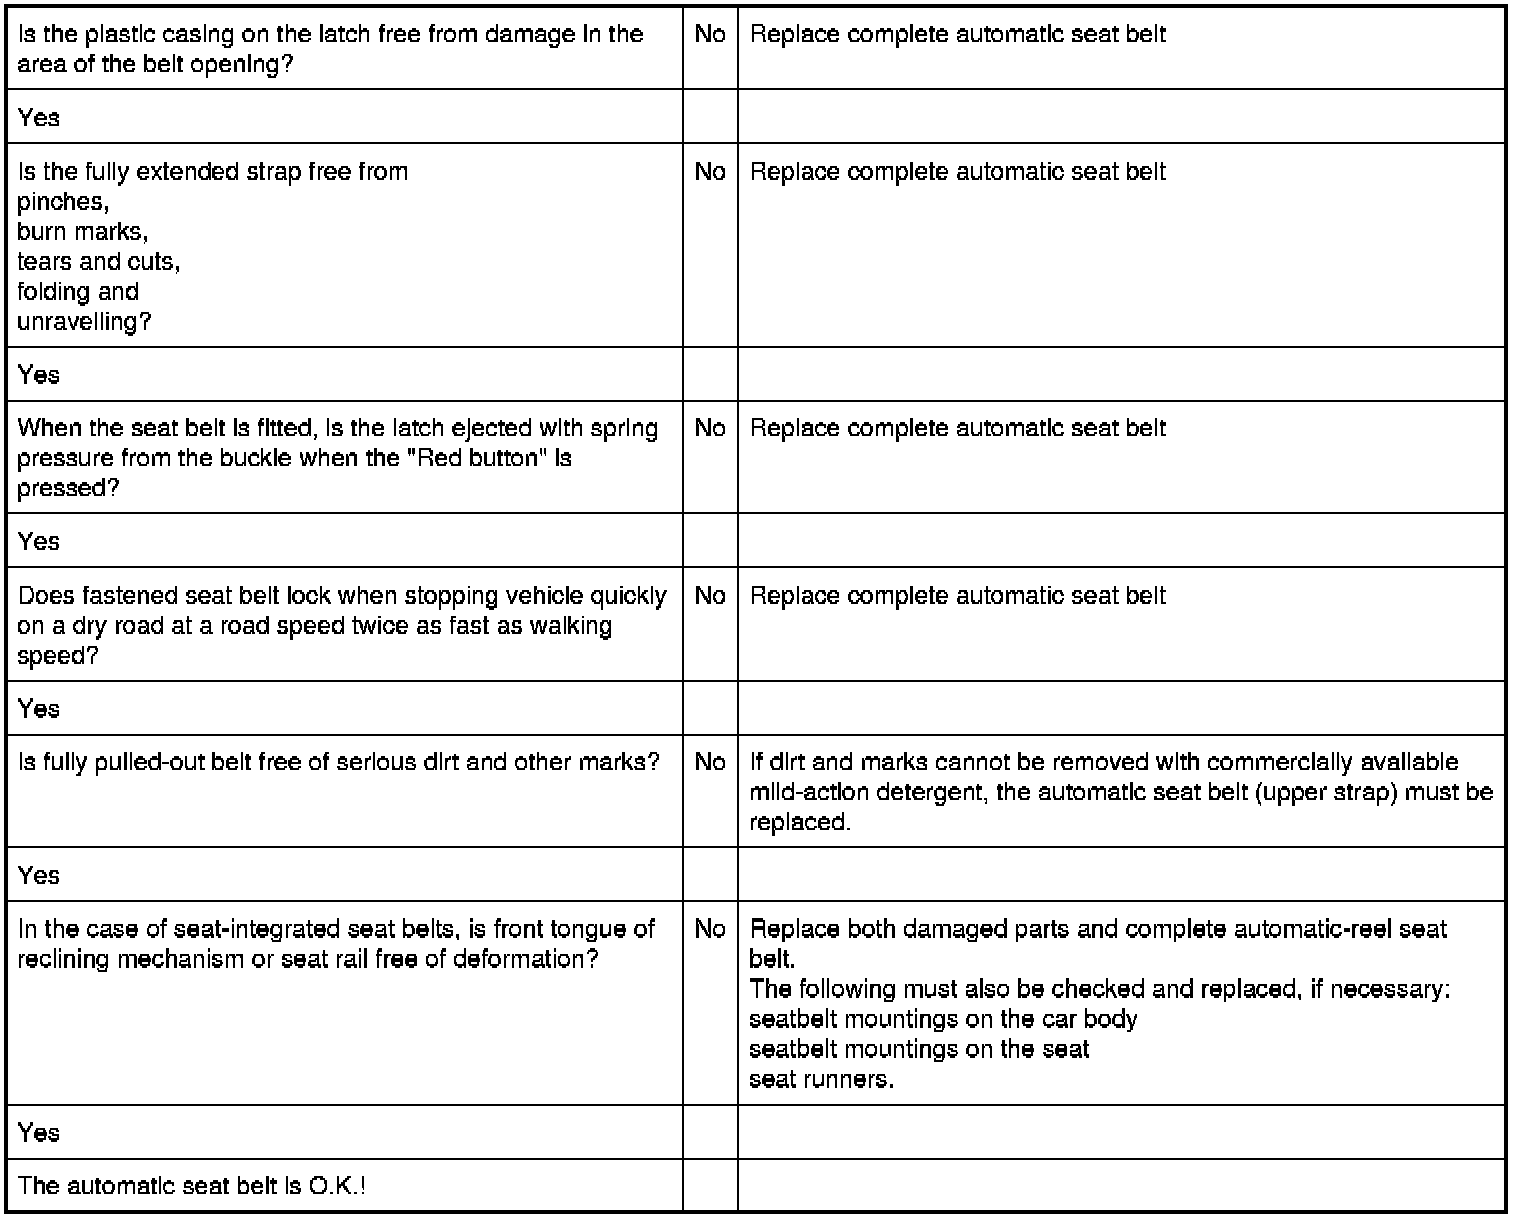 Is the plastic casing on the latch free from damage in the
area of the belt opening?
No
Replace complete automatic seat belt
Yes
Is the fully extended strap free from
pinches,
burn marks,
tears and cuts,
folding and
unravelling?
No
Replace complete automatic seat belt
Yes
When the seat belt is fitted, is the latch ejected with spring
pressure from the buckle when the "Red button" is
pressed?
No
Replace complete automatic seat belt
Yes
Does fastened seat belt lock when stopping vehicle quickly
on a dry road at a road speed twice as fast as walking
speed?
No
Replace complete automatic seat belt
Yes
Is fully pulled-out belt free of serious dirt and other marks?
No
If dirt and marks cannot be removed with commercially available
mild-action detergent, the automatic seat belt (upper strap) must be
replaced.
Yes
In the case of seat-integrated seat belts, is front tongue of
reclining mechanism or seat rail free of deformation?
No
Replace both damaged parts and complete automatic-reel seat
belt.
The following must also be checked and replaced, if necessary:
seatbelt mountings on the car body
seatbelt mountings on the seat
seat runners.
Yes
The automatic seat belt is O.K.!